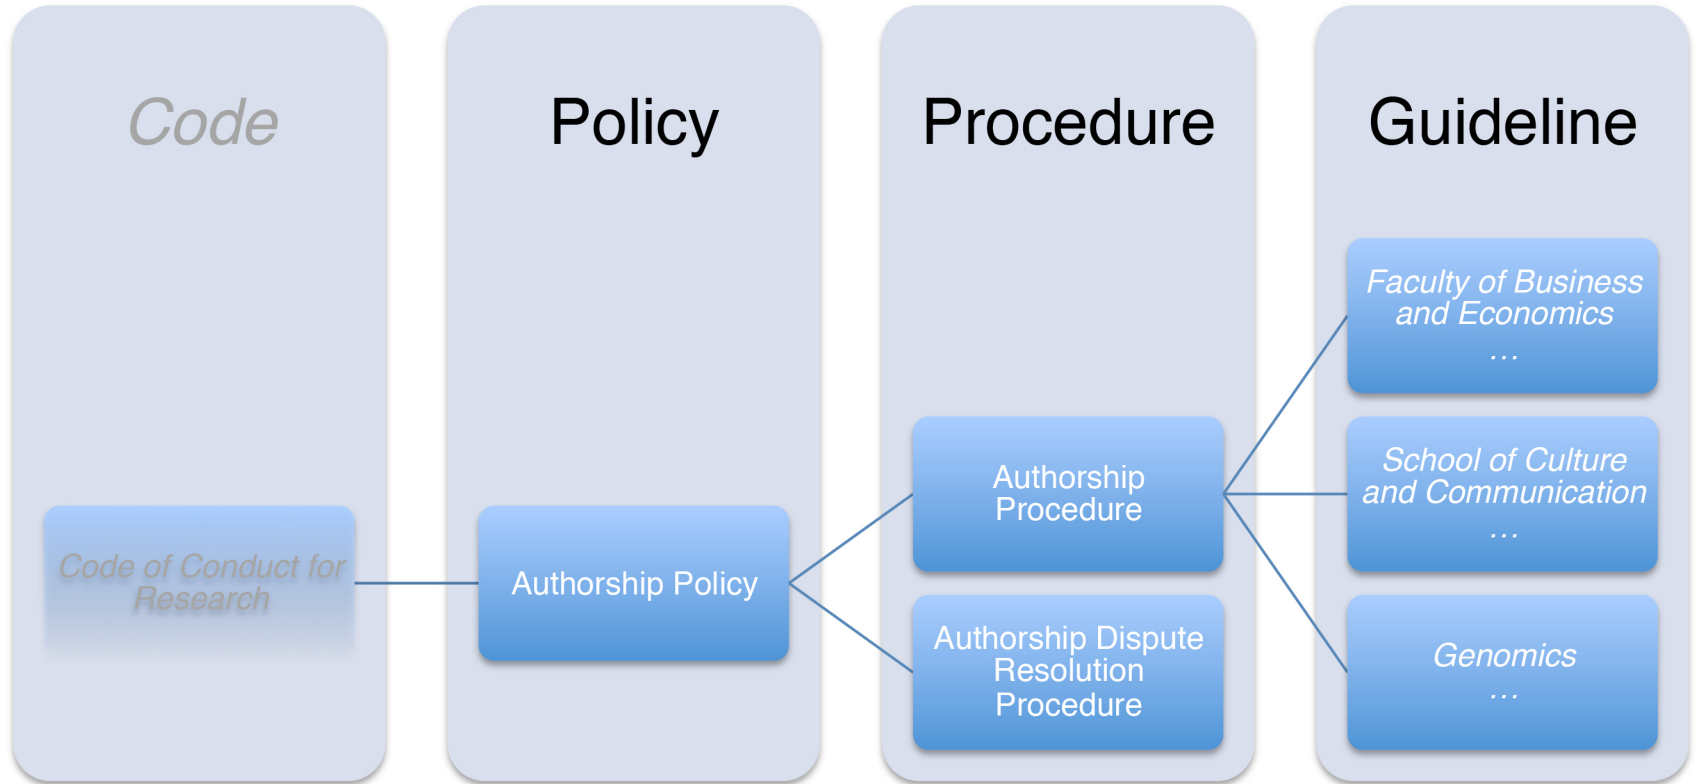 Code
Policy
Procedure
Guideline
Code of Conduct for
Research
Authorship Policy
Authorship
Procedure
Authorship Dispute
Resolution
Procedure
Faculty of Business
and Economics
…
School of Culture
and Communication
…
Genomics
…